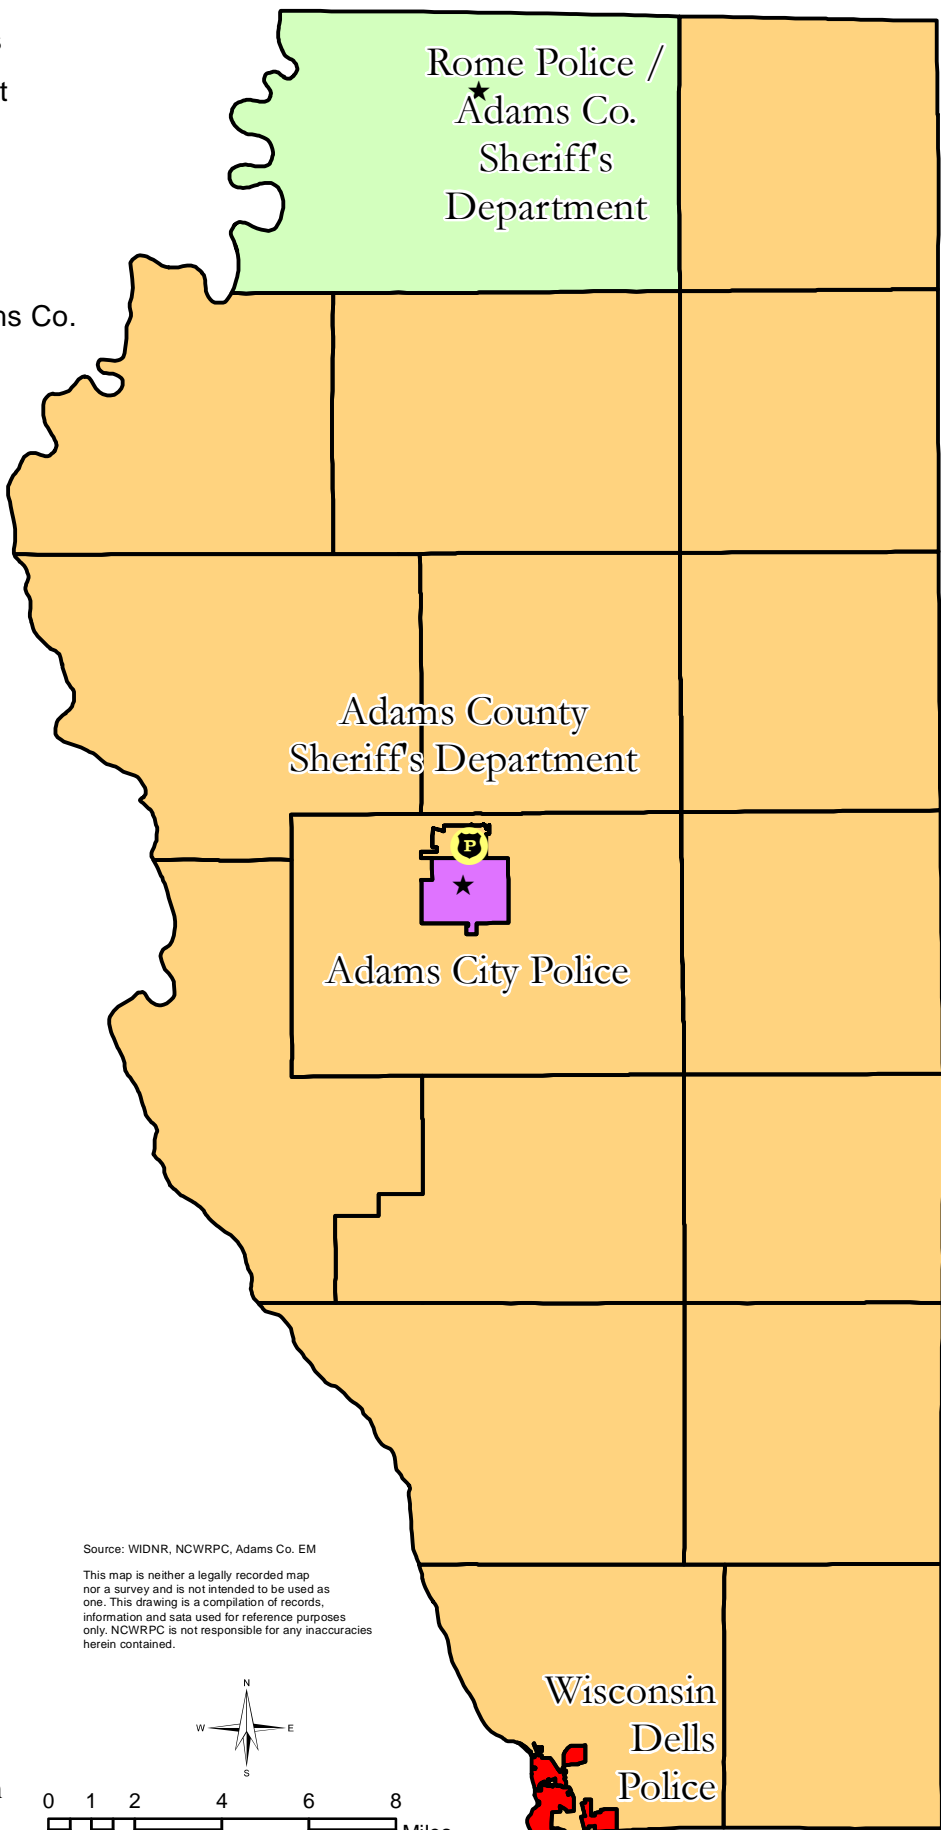 t
Rome Police /
Adams Co.
Sheriff's
Department
ns Co.
Adams County
Sheriff's Department
P
Adams City Police
Source: WIDNR, NCWRPC, Adams Co. EM
This map is neither a legally recorded map
nor a survey and is not intended to be used as
one. This drawing is a compilation of records,
information and sata used for reference purposes
only. NCWRPC is not responsible for any inaccuracies
herein contained.
N
W E
S
Wisconsin
Dells
Police
0 1 2 4 6 8
Miles